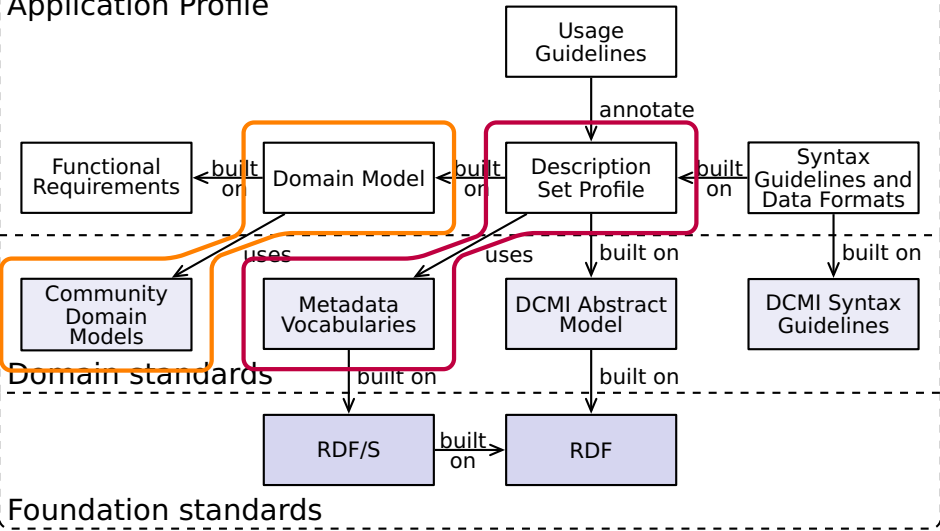 Application Profile
Usage
Guidelines
annotate
Functional
Requirements
built
on
Domain Model
built
on
Description
Set Profile
built
on
Syntax
Guidelines and
Data Formats
uses
uses
built on
built on
Community
Domain
Models
Metadata
Vocabularies
DCMI Abstract
Model
DCMI Syntax
Guidelines
Domain standards
built on
built on
RDF/S
built
on
RDF
Foundation standards